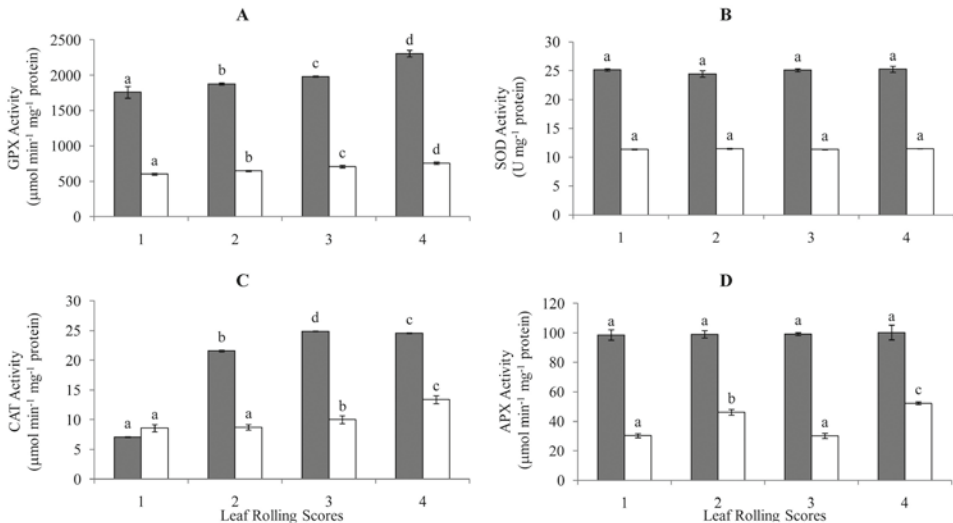 A
GPX Activity
(μmol min⁻¹ mg⁻¹ protein)
2500
2000
1500
1000
500
0
a
a
b
b
c
c
d
d
1
2
3
4
B
SOD Activity
(U mg⁻¹ protein)
30
25
20
15
10
5
0
a
a
a
a
a
a
a
a
1
2
3
4
C
CAT Activity
(μmol min⁻¹ mg⁻¹ protein)
30
25
20
15
10
5
0
a
a
b
a
d
b
c
c
1
2
3
4
Leaf Rolling Scores
D
APX Activity
(μmol min⁻¹ mg⁻¹ protein)
120
100
80
60
40
20
0
a
a
a
b
a
a
a
c
1
2
3
4
Leaf Rolling Scores